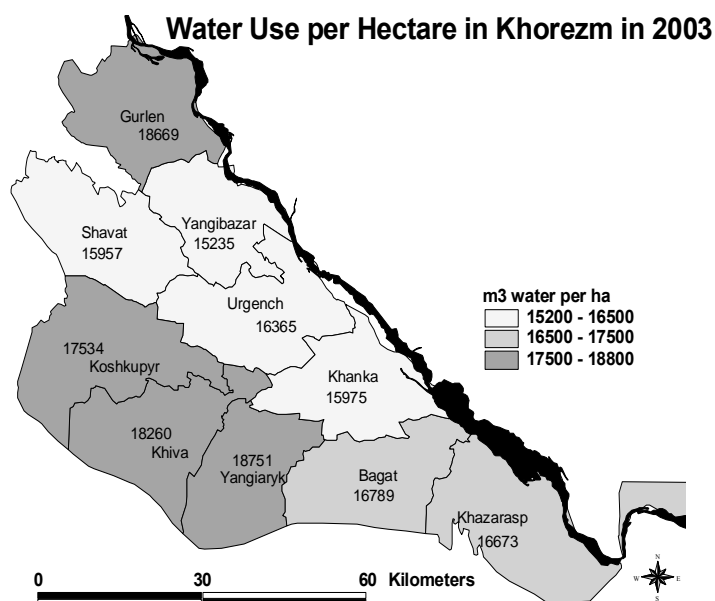 Water Use per Hectare in Khorezm in 2003
Gurlen
18669
Shavat
15957
Yangibazar
15235
Urgench
16365
m3 water per ha
15200 - 16500
16500 - 17500
17500 - 18800
17534
Koshkupyr
Khanka
15975
18260
Khiva
18751
Yangiaryk
Bagat
16789
Khazarasp
16673
N
W E
S
0 30 60 Kilometers